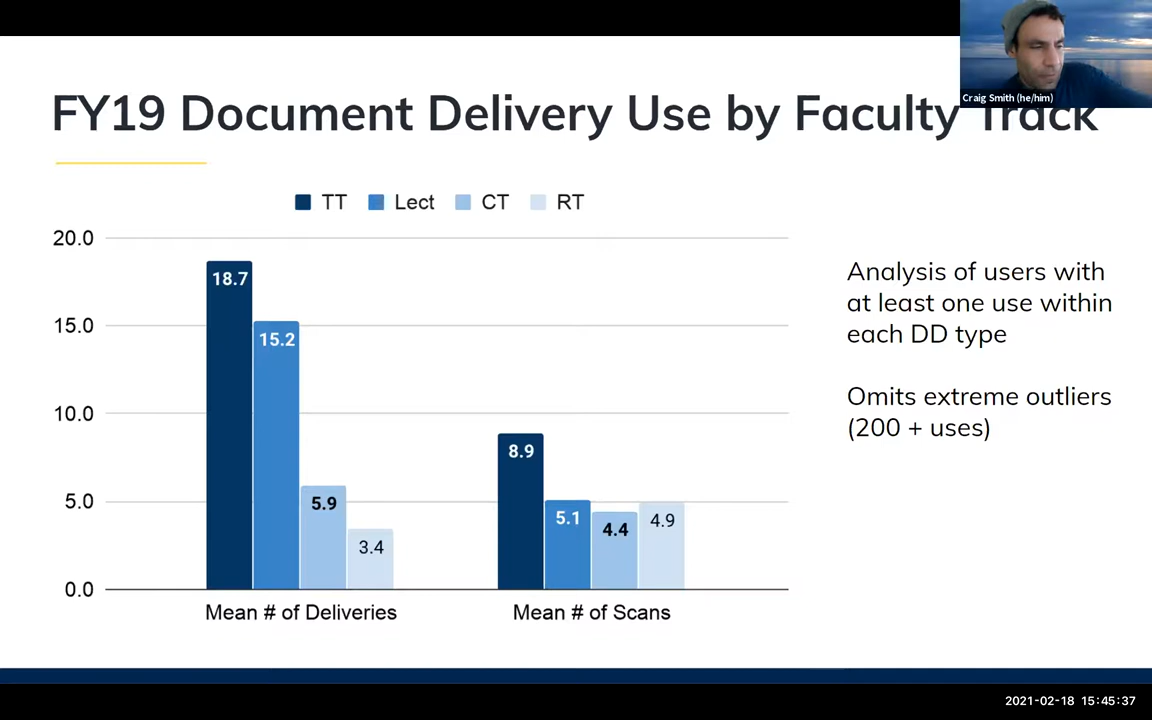 Craig Smith (he/him)
FY19 Document Delivery Use by Faculty Track
TT Lect CT RT
20.0
15.0
10.0
5.0
0.0
18.7
15.2
5.9
3.4
8.9
5.1
4.4
4.9
Mean # of Deliveries
Mean # of Scans
Analysis of users with
at least one use within
each DD type
Omits extreme outliers
(200 + uses)
2021-02-18 15:45:37